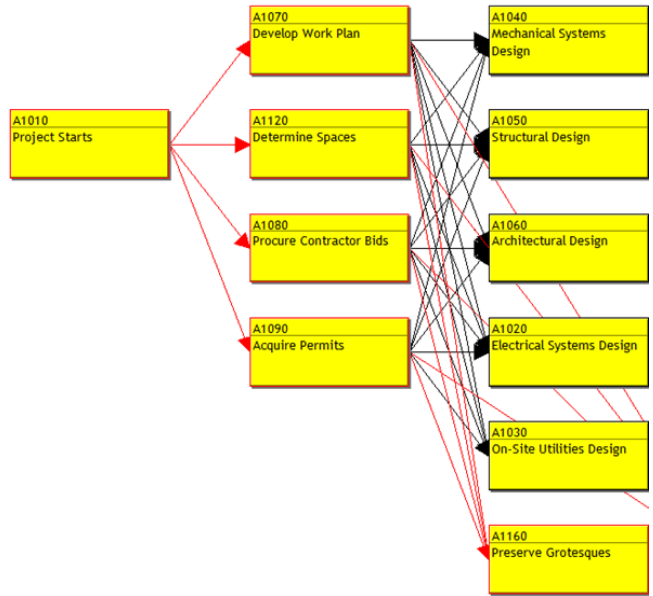 A1070
Develop Work Plan
A1040
Mechanical Systems
Design
A1010
Project Starts
A1120
Determine Spaces
A1050
Structural Design
A1080
Procure Contractor Bids
A1060
Architectural Design
A1090
Acquire Permits
A1020
Electrical Systems Design
A1030
On-Site Utilities Design
A1160
Preserve Grotesques